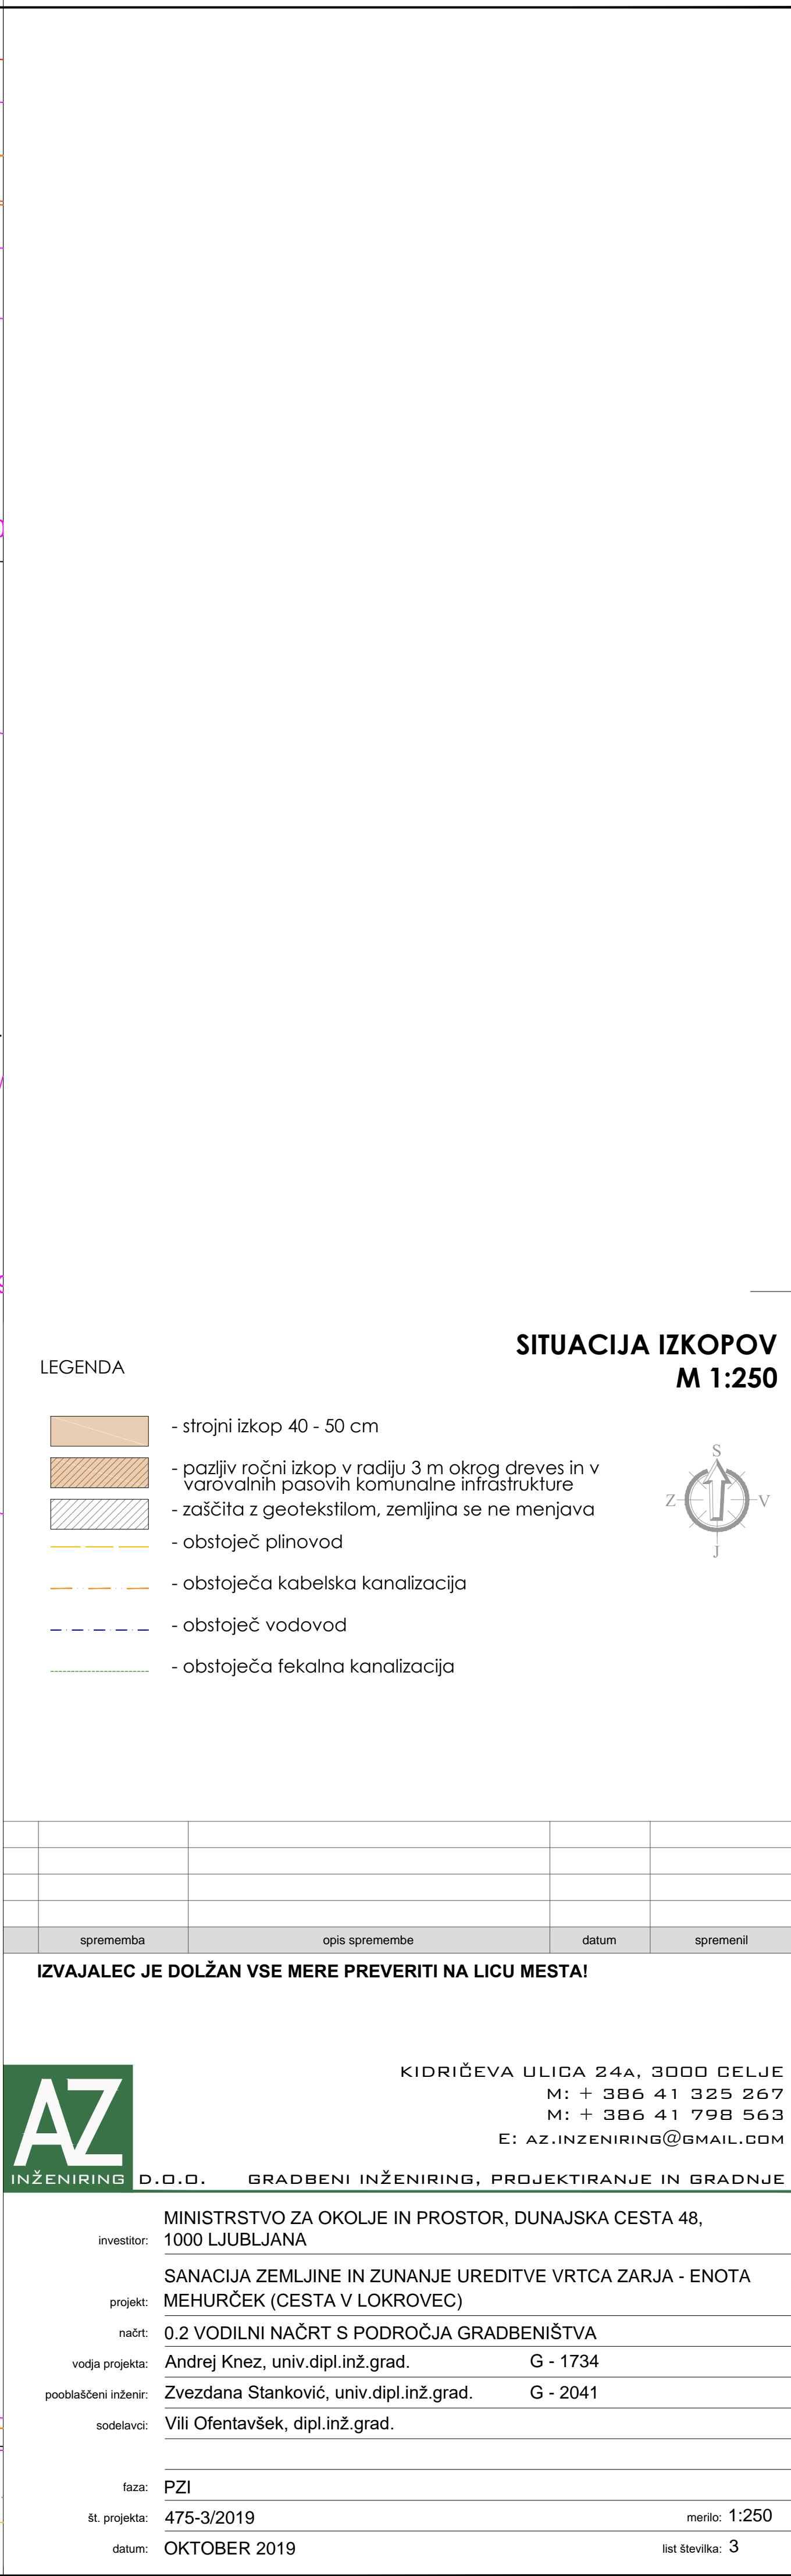 SITUACIJA IZKOPOV
M 1:250
LEGENDA
- strojni izkop 40 - 50 cm
- pazljiv ročni izkop v radiju 3 m okrog dreves in v
varovalnih pasovih komunalne infrastrukture
- zaščita z geotekstilom, zemljina se ne menjava
- obstoječ plinovod
- obstoječa kabelska kanalizacija
- obstoječ vodovod
- obstoječa fekalna kanalizacija
S
Z V
J
sprememba opis spremembe datum spremenil
IZVAJALEC JE DOLŽAN VSE MERE PREVERITI NA LICU MESTA!
KIDRIČEVA ULICA 24A, 3000 CELJE
M: + 386 41 325 267
M: + 386 41 798 563
E: AZ.INZENIRING@GMAIL.COM
AZ
INŽENIRING D.O.O. GRADBENI INŽENIRING, PROJEKTIRANJE IN GRADNJE
MINISTRSTVO ZA OKOLJE IN PROSTOR, DUNAJSKA CESTA 48,
investitor: 1000 LJUBLJANA
SANACIJA ZEMLJINE IN ZUNANJE UREDITVE VRTCA ZARJA - ENOTA
projekt: MEHURČEK (CESTA V LOKROVEC)
načrt: 0.2 VODILNI NAČRT S PODROČJA GRADBENIŠTVA
vodja projekta: Andrej Knez, univ.dipl.inž.grad. G - 1734
pooblaščeni inženir: Zvezdana Stanković, univ.dipl.inž.grad. G - 2041
sodelavci: Vili Ofentavšek, dipl.inž.grad.
faza: PZI
št. projekta: 475-3/2019 merilo: 1:250
datum: OKTOBER 2019 list številka: 3